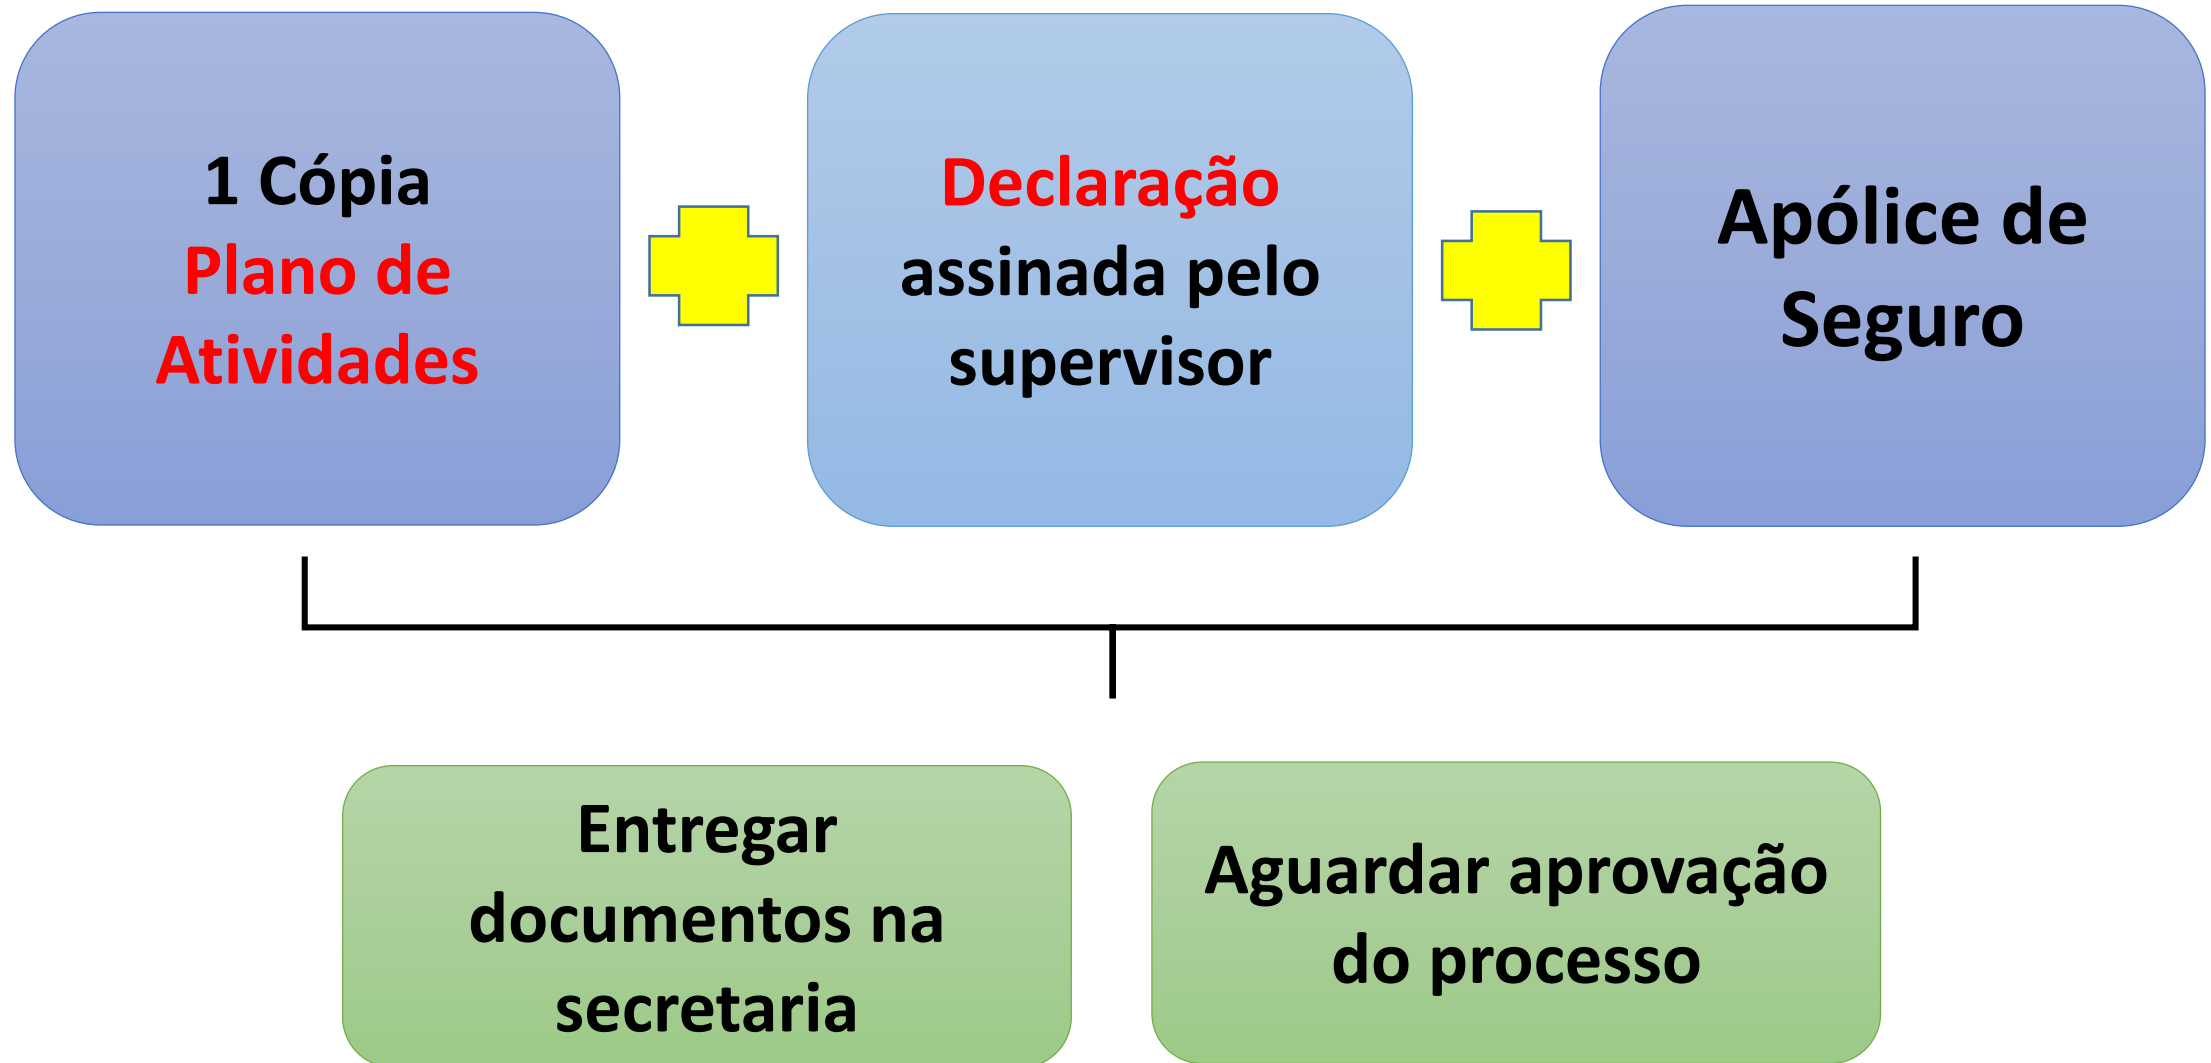 1 Cópia
Plano de
Atividades
Declaração
assinada pelo
supervisor
Apólice de
Seguro
Entregar
documentos na
secretaria
Aguardar aprovação
do processo